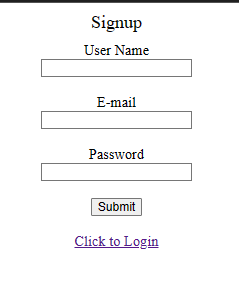 Signup
User Name
E-mail
Password
Submit
Click to Login